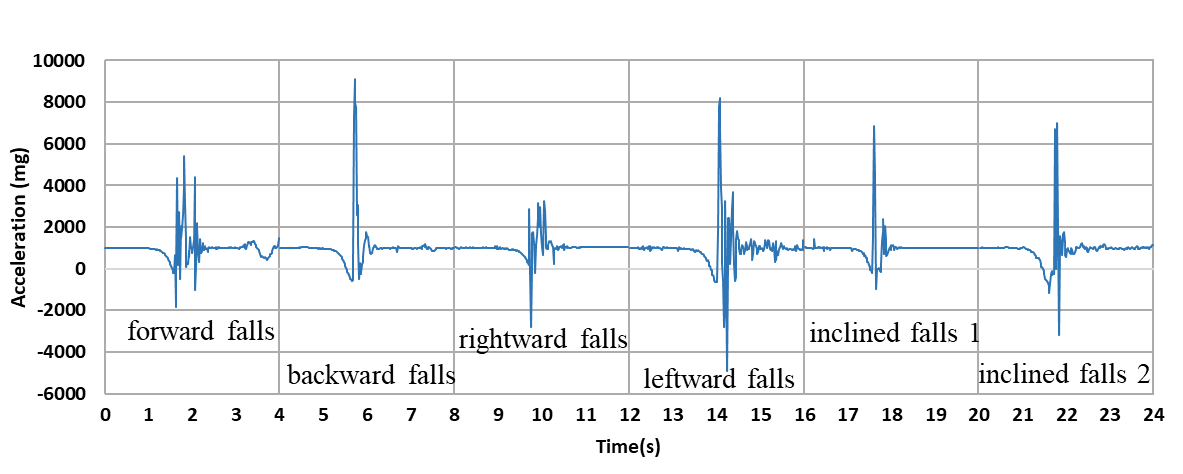 10000
8000
6000
4000
2000
0
-2000
-4000
-6000
Acceleration (mg)
forward falls
backward falls
rightward falls
leftward falls
inclined falls 1
inclined falls 2
0 1 2 3 4 5 6 7 8 9 10 11 12 13 14 15 16 17 18 19 20 21 22 23 24
Time(s)